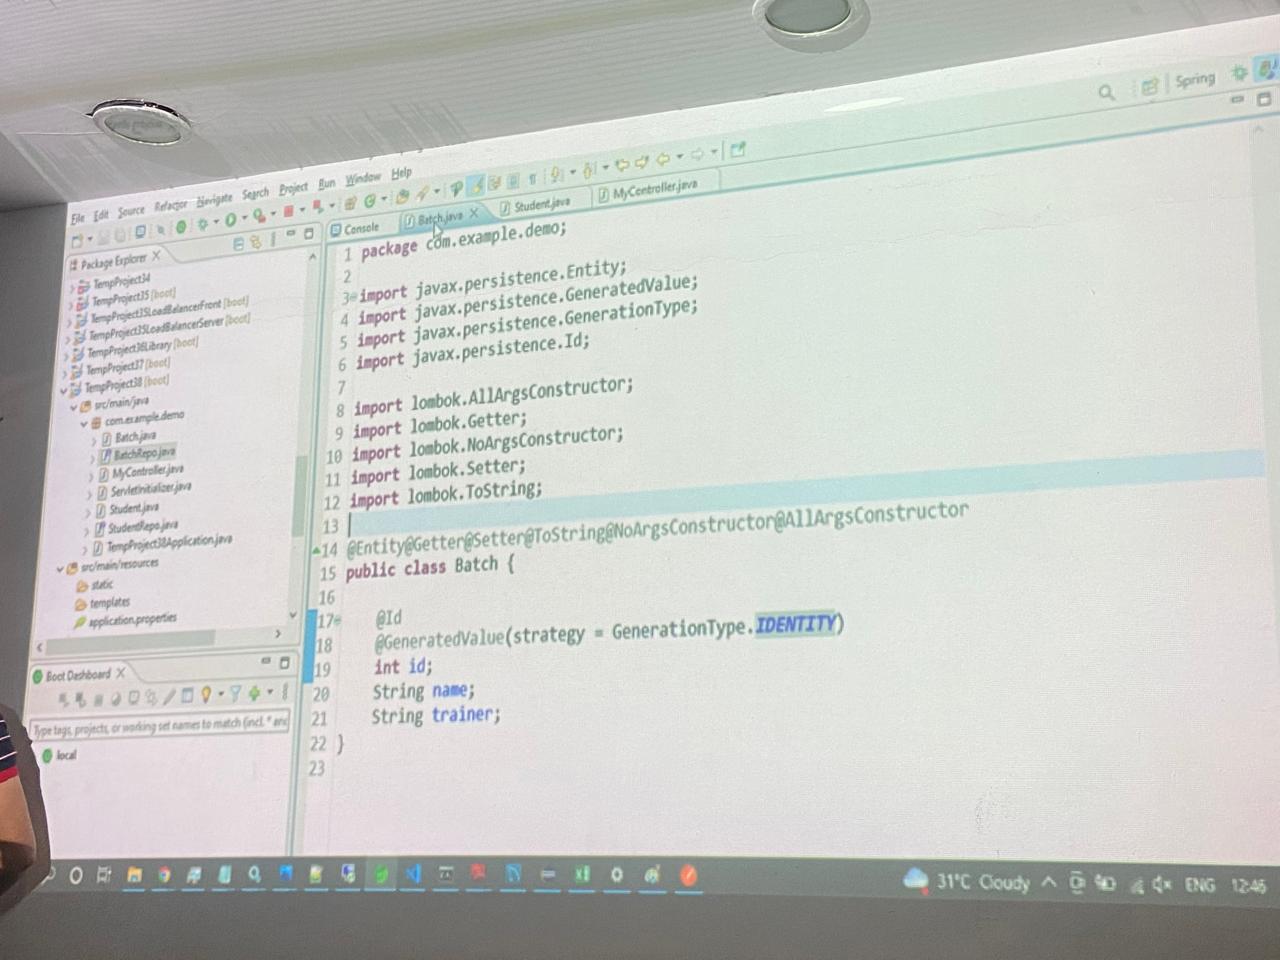 Spring
File Edit Source Refactor Navigate Search Project Run Window Help
Console Batch.java Student.java MyController.java
Package Explorer
TempProject34
TempProject35 [boot]
TempProject35LoadBalancerFront [boot]
TempProject35LoadBalancerServer [boot]
TempProject36Library [boot]
TempProject37 [boot]
TempProject38 [boot]
src/main/java
com.example.demo
Batch.java
BatchRepo.java
MyController.java
ServletInitializer.java
Student.java
StudentRepo.java
TempProject38Application.java
src/main/resources
static
templates
application.properties
Boot Dashboard
Type tags, projects, or working set names to match (incl. * and
local
1 package com.example.demo;
2
3 import javax.persistence.Entity;
4 import javax.persistence.GeneratedValue;
5 import javax.persistence.GenerationType;
6 import javax.persistence.Id;
7
8 import lombok.AllArgsConstructor;
9 import lombok.Getter;
10 import lombok.NoArgsConstructor;
11 import lombok.Setter;
12 import lombok.ToString;
13
14 @Entity@Getter@Setter@ToString@NoArgsConstructor@AllArgsConstructor
15 public class Batch {
16
17 @Id
18 @GeneratedValue(strategy = GenerationType.IDENTITY)
19 int id;
20 String name;
21 String trainer;
22 }
23
31°C Cloudy ENG 12:46